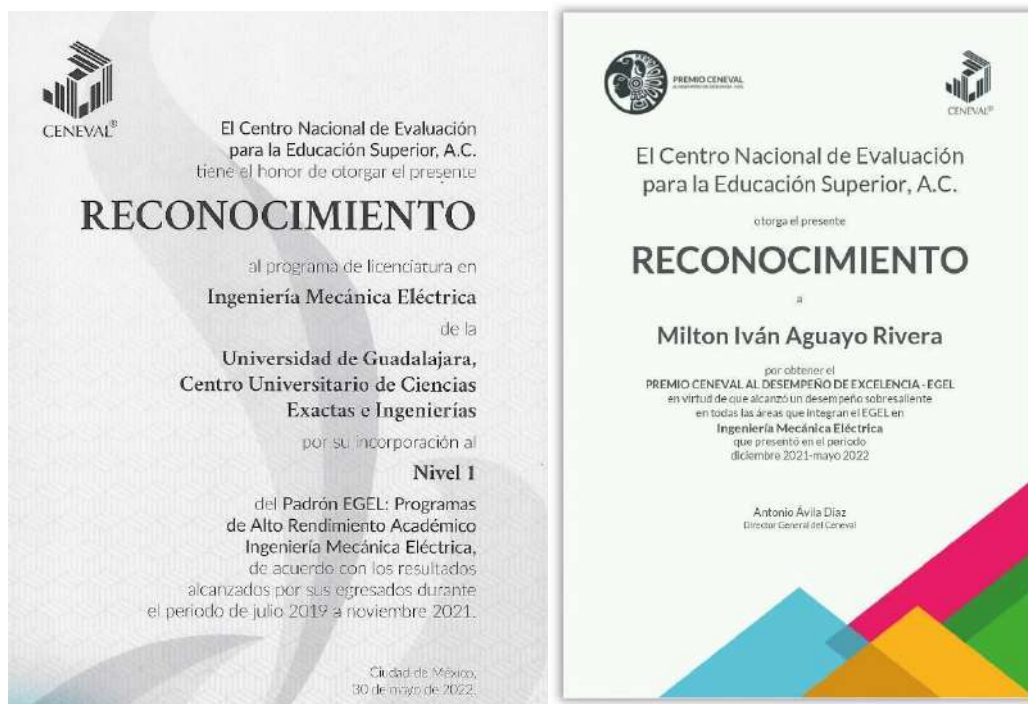 CENEVAL®
El Centro Nacional de Evaluación
para la Educación Superior, A.C.
tiene el honor de otorgar el presente
RECONOCIMIENTO
al programa de licenciatura en
Ingeniería Mecánica Eléctrica
de la
Universidad de Guadalajara,
Centro Universitario de Ciencias
Exactas e Ingenierías
por su incorporación al
Nivel 1
del Padrón EGEL: Programas
de Alto Rendimiento Académico
Ingeniería Mecánica Eléctrica,
de acuerdo con los resultados
alcanzados por sus egresados durante
el periodo de julio 2019 a noviembre 2021.
Ciudad de México,
30 de mayo de 2022.
PREMIO CENEVAL
AL DESEMPEÑO DE EXCELENCIA - EGEL
CENEVAL®
El Centro Nacional de Evaluación
para la Educación Superior, A.C.
otorga el presente
RECONOCIMIENTO
a
Milton Iván Aguayo Rivera
por obtener el
PREMIO CENEVAL AL DESEMPEÑO DE EXCELENCIA - EGEL
en virtud de que alcanzó un desempeño sobresaliente
en todas las áreas que integran el EGEL en
Ingeniería Mecánica Eléctrica
que presentó en el periodo
diciembre 2021-mayo 2022
Antonio Ávila Díaz
Director General del Ceneval